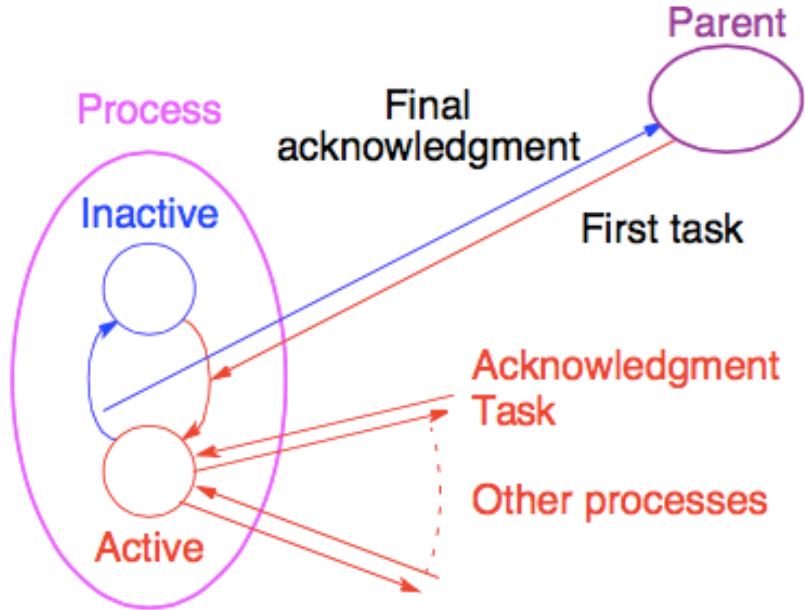 Parent
Process
Final
acknowledgment
Inactive
First task
Acknowledgment
Task
Other processes
Active